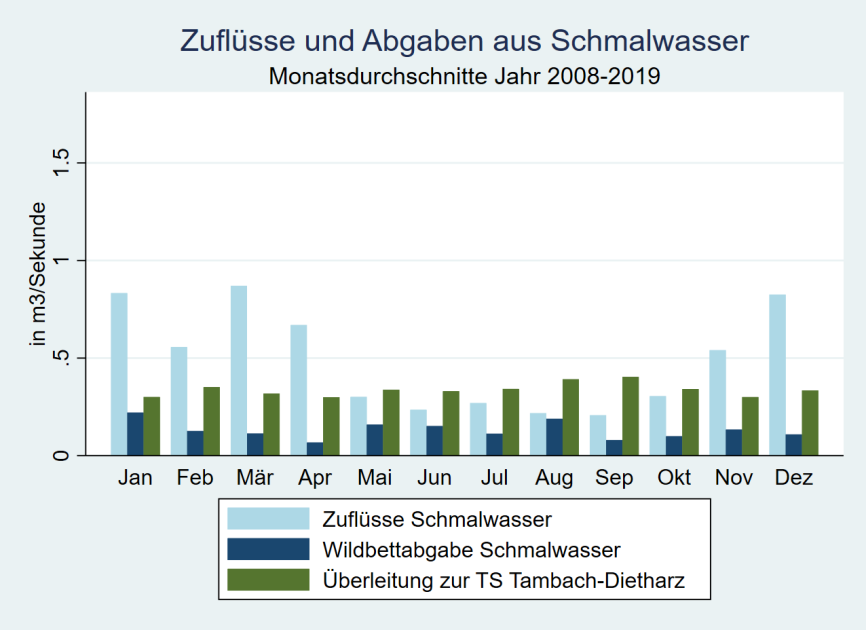 Zuflüsse und Abgaben aus Schmalwasser
Monatsdurchschnitte Jahr 2008-2019
in m3/Sekunde
1.5
1
.5
0
Jan Feb Mär Apr Mai Jun Jul Aug Sep Okt Nov Dez
Zuflüsse Schmalwasser
Wildbettabgabe Schmalwasser
Überleitung zur TS Tambach-Dietharz